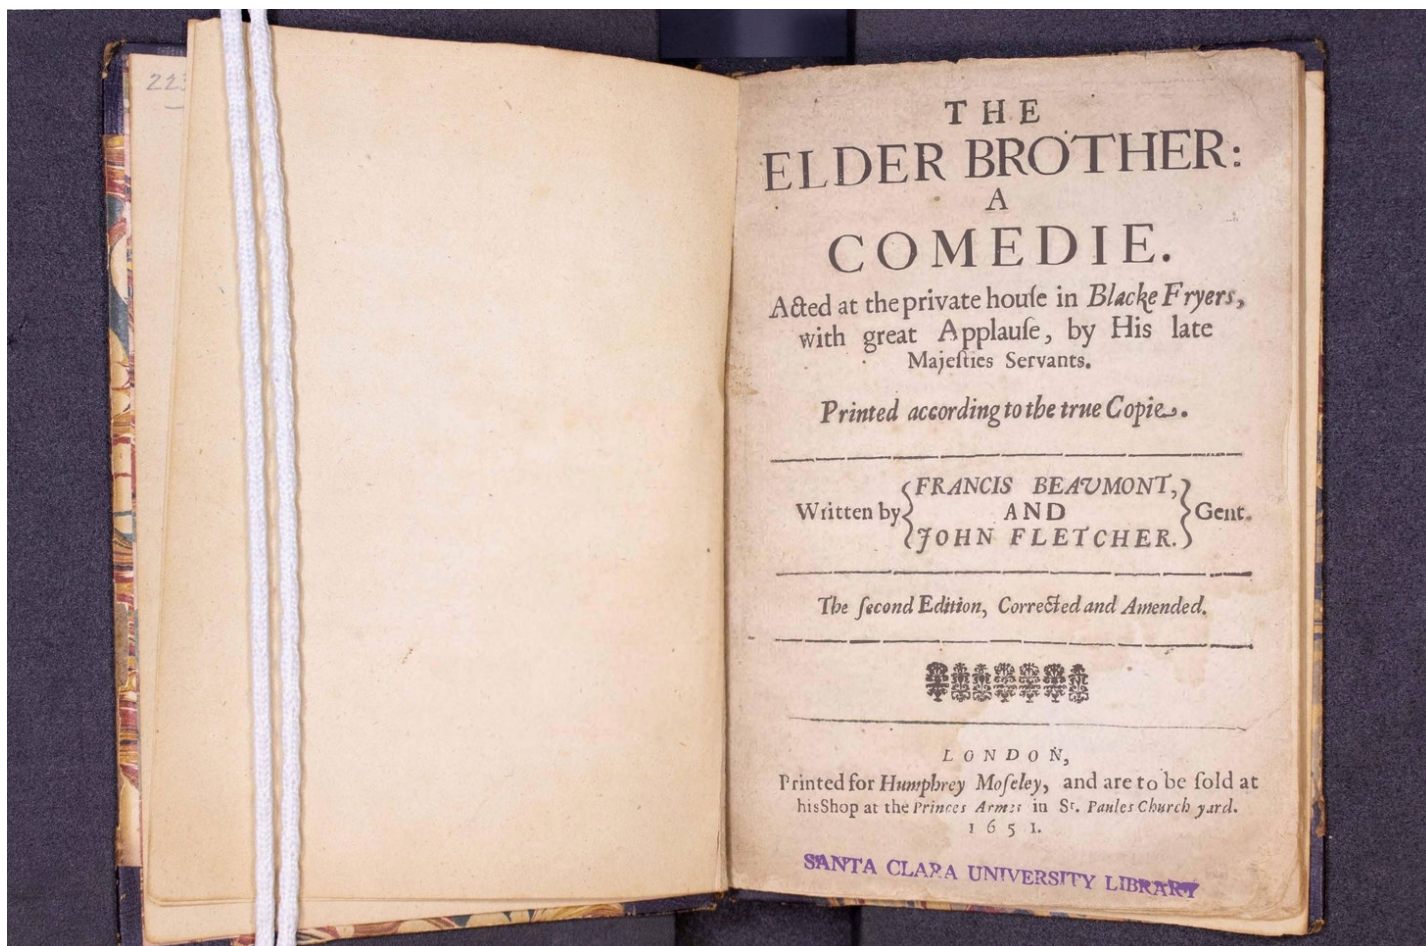 THE
ELDER BROTHER:
A
COMEDIE.
Acted at the private houſe in Blacke Fryers,
with great Applauſe, by His late
Majeſties Servants.
Printed according to the true Copie.
Written by { FRANCIS BEAVMONT,
AND
JOHN FLETCHER. } Gent.
The ſecond Edition, Corrected and Amended.
LONDON,
Printed for Humphrey Moſeley, and are to be ſold at
his Shop at the Princes Armes in St. Paules Church yard.
1651.
SANTA CLARA UNIVERSITY LIBRARY